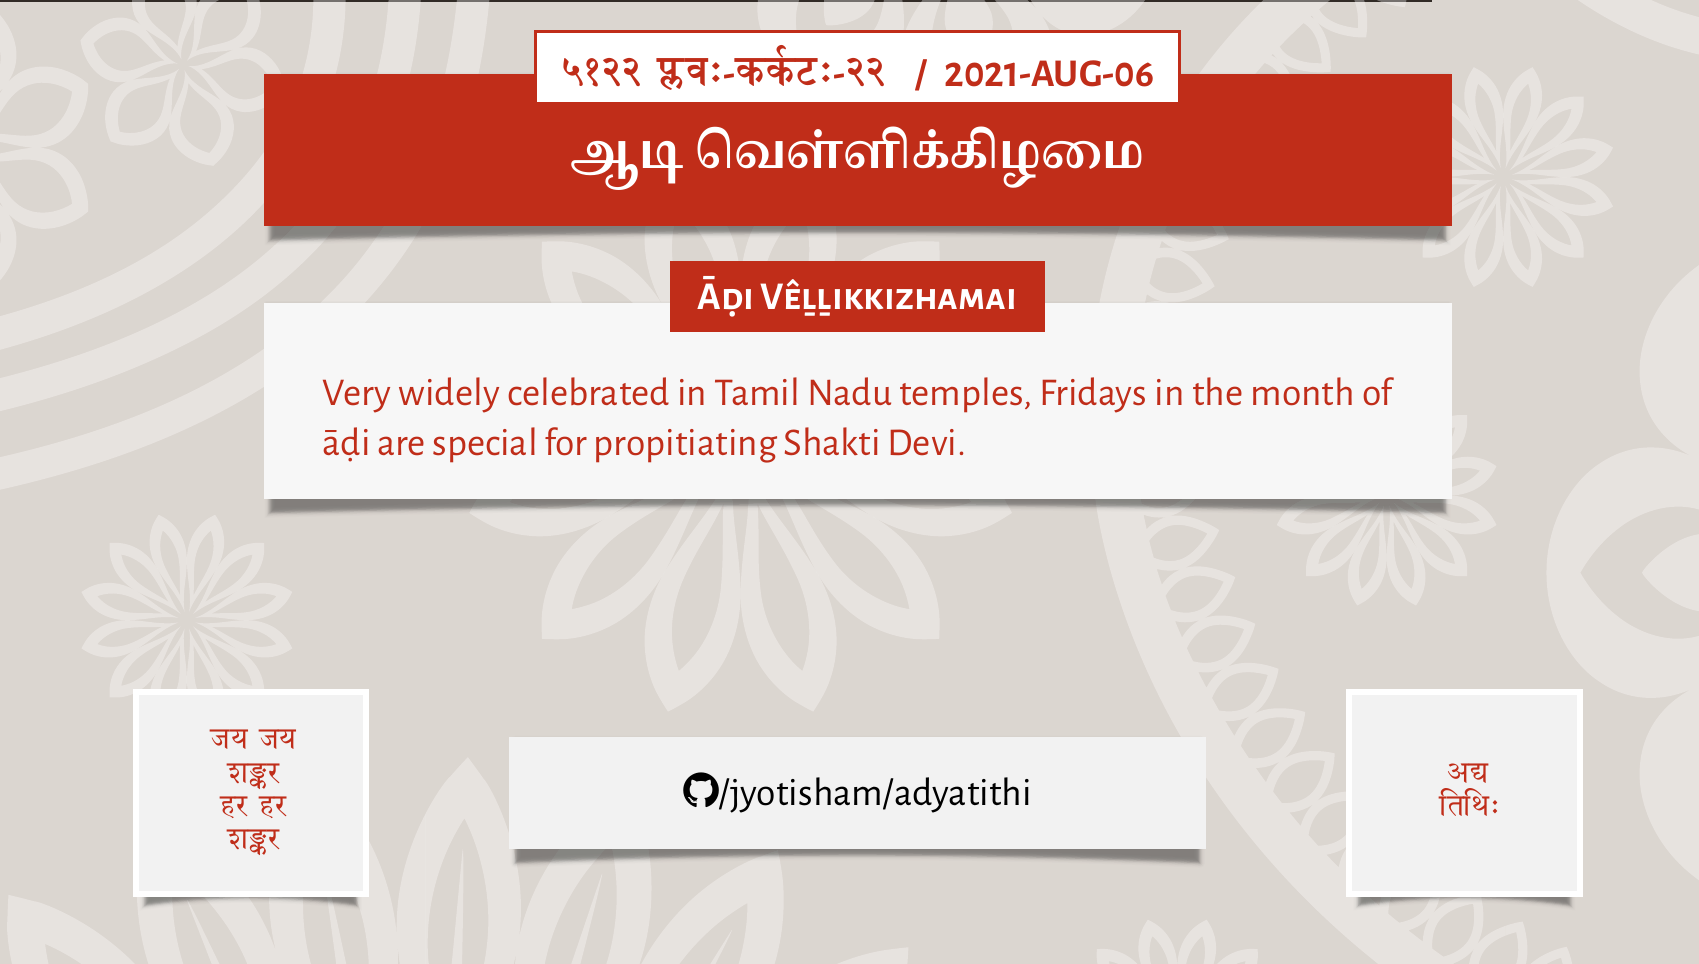 ५१२२ प्लवः-कर्कटः-२२ / 2021-AUG-06
ஆடி வெள்ளிக்கிழமை
Āḍi Vêḷḷikkizhamai
Very widely celebrated in Tamil Nadu temples, Fridays in the month of
āḍi are special for propitiating Shakti Devi.
जय जय
शङ्कर
हर हर
शङ्कर
/jyotisham/adyatithi
अद्य
तिथिः